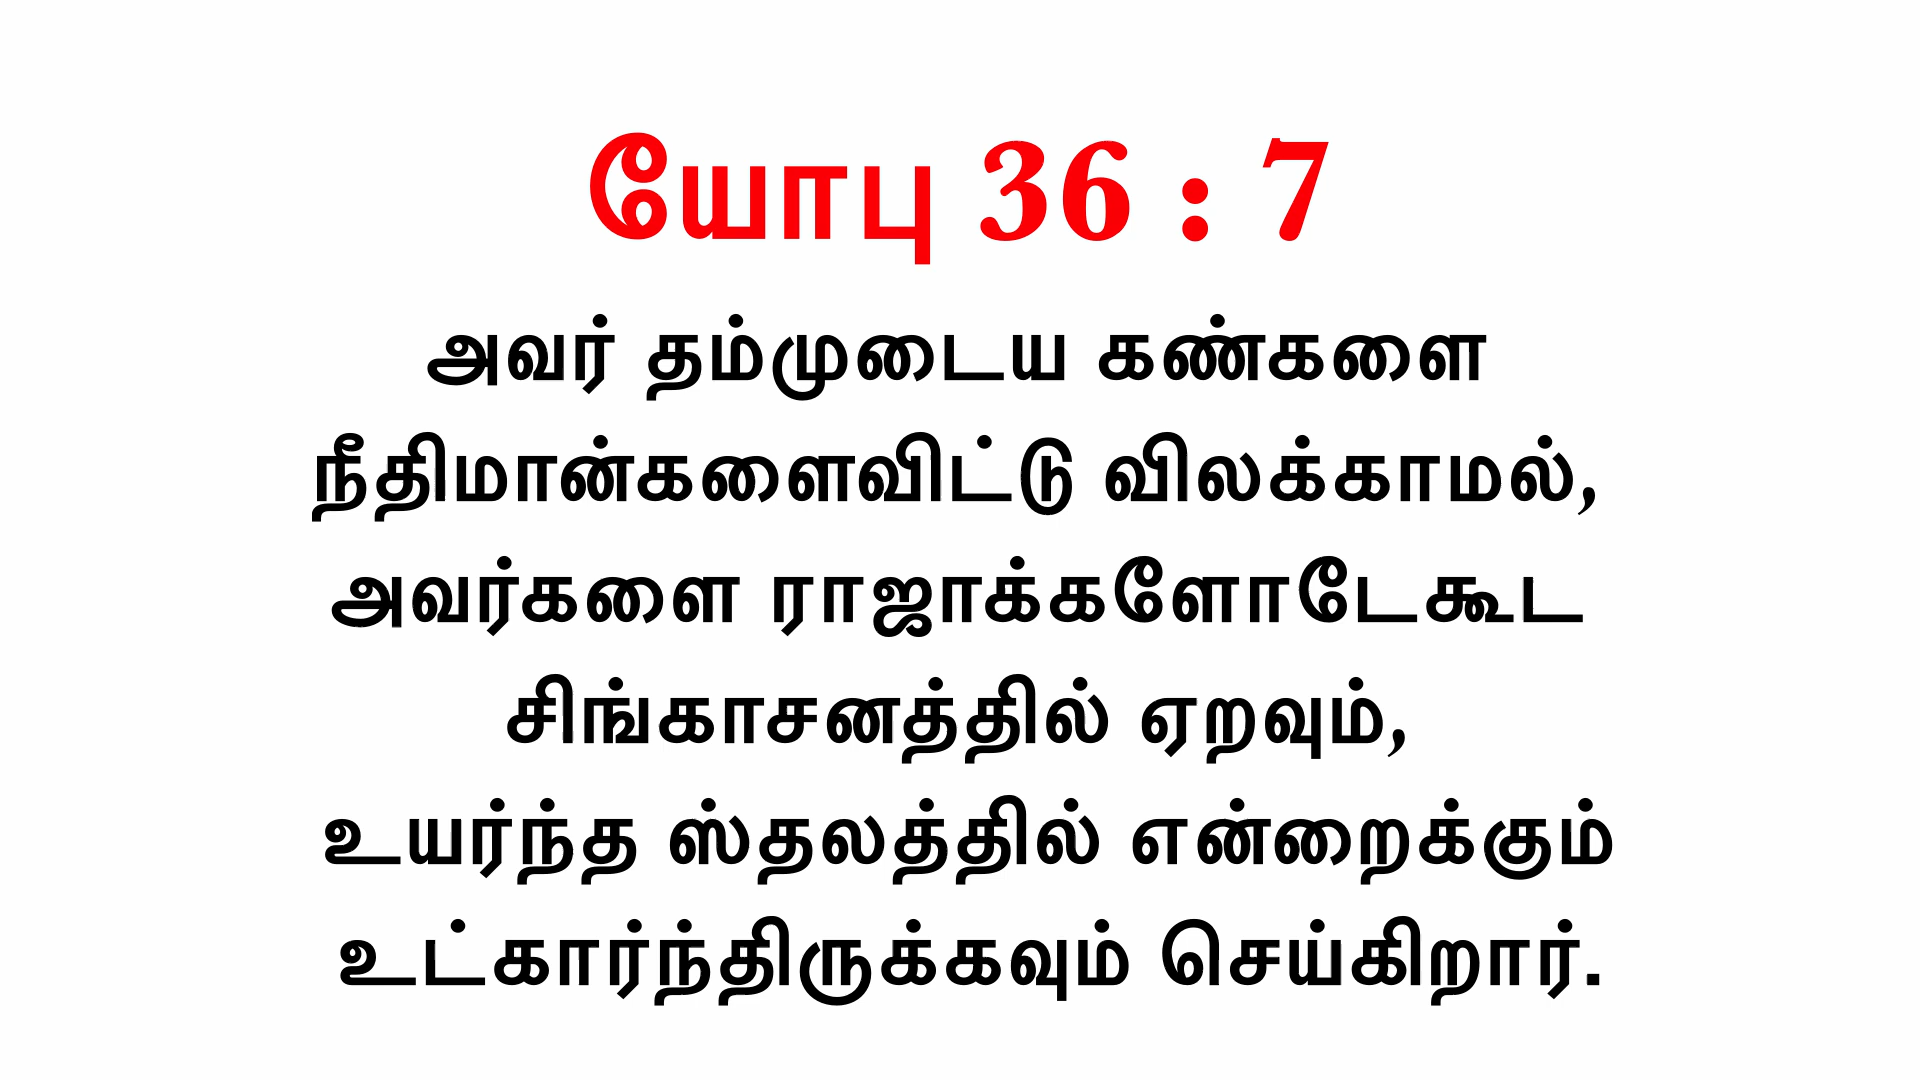 யோபு 36 : 7
அவர் தம்முடைய கண்களை
நீதிமான்களைவிட்டு விலக்காமல்,
அவர்களை ராஜாக்களோடேகூட
சிங்காசனத்தில் ஏறவும்,
உயர்ந்த ஸ்தலத்தில் என்றைக்கும்
உட்கார்ந்திருக்கவும் செய்கிறார்.